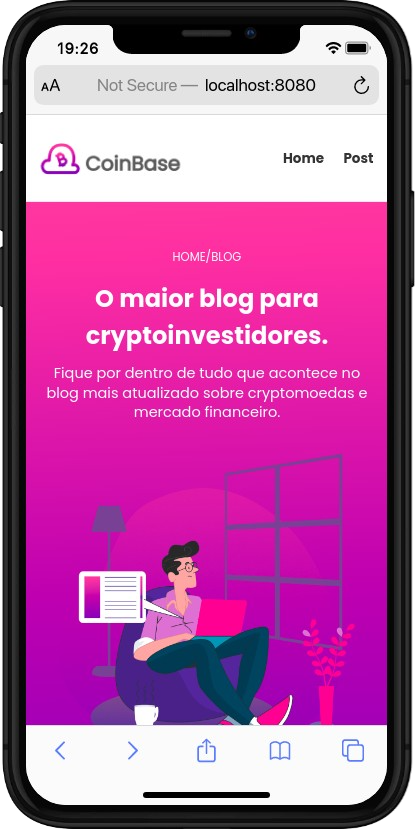 19:26
AA Not Secure — localhost:8080
CoinBase Home Post
HOME/BLOG
O maior blog para
cryptoinvestidores.
Fique por dentro de tudo que acontece no
blog mais atualizado sobre cryptomoedas e
mercado financeiro.